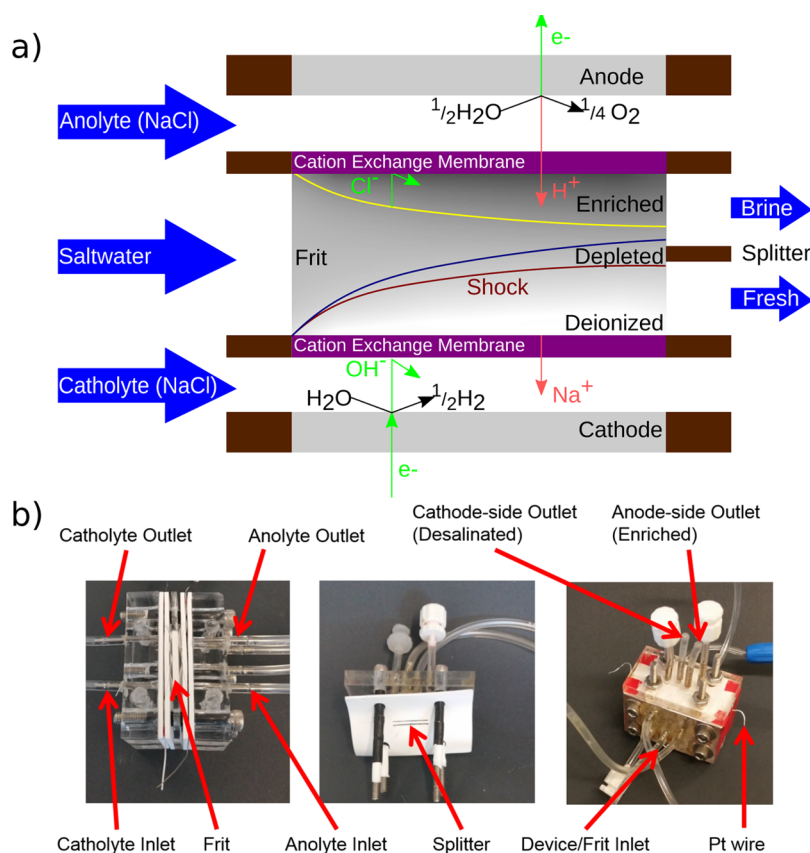 a)
e-
Anode
Anolyte (NaCl)
1/2H2O
1/4 O2
Cation Exchange Membrane
Cl-
H+
Enriched
Brine
Saltwater
Frit
Depleted
Splitter
Shock
Fresh
Deionized
Cation Exchange Membrane
OH-
Catholyte (NaCl)
H2O
1/2H2
Na+
Cathode
e-
b)
Cathode-side Outlet
(Desalinated)
Anode-side Outlet
(Enriched)
Catholyte Outlet
Anolyte Outlet
Catholyte Inlet
Frit
Anolyte Inlet
Splitter
Device/Frit Inlet
Pt wire